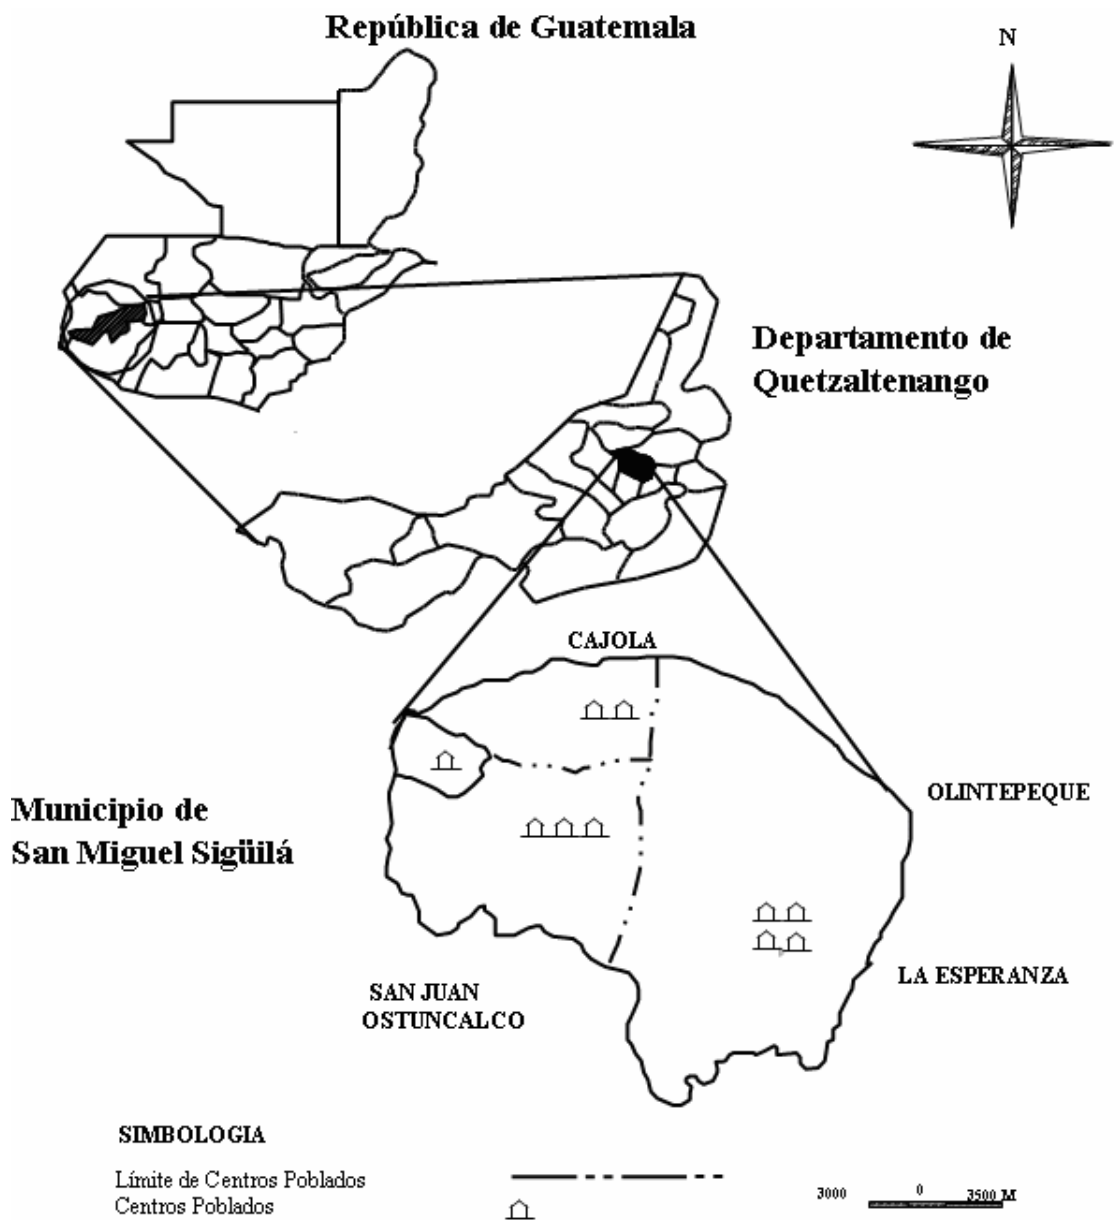 República de Guatemala
N
Departamento de
Quetzaltenango
CAJOLA
OLINTEPEQUE
Municipio de
San Miguel Sigüilá
LA ESPERANZA
SAN JUAN
OSTUNCALCO
SIMBOLOGIA
Límite de Centros Poblados
Centros Poblados
3000 0 3500 M